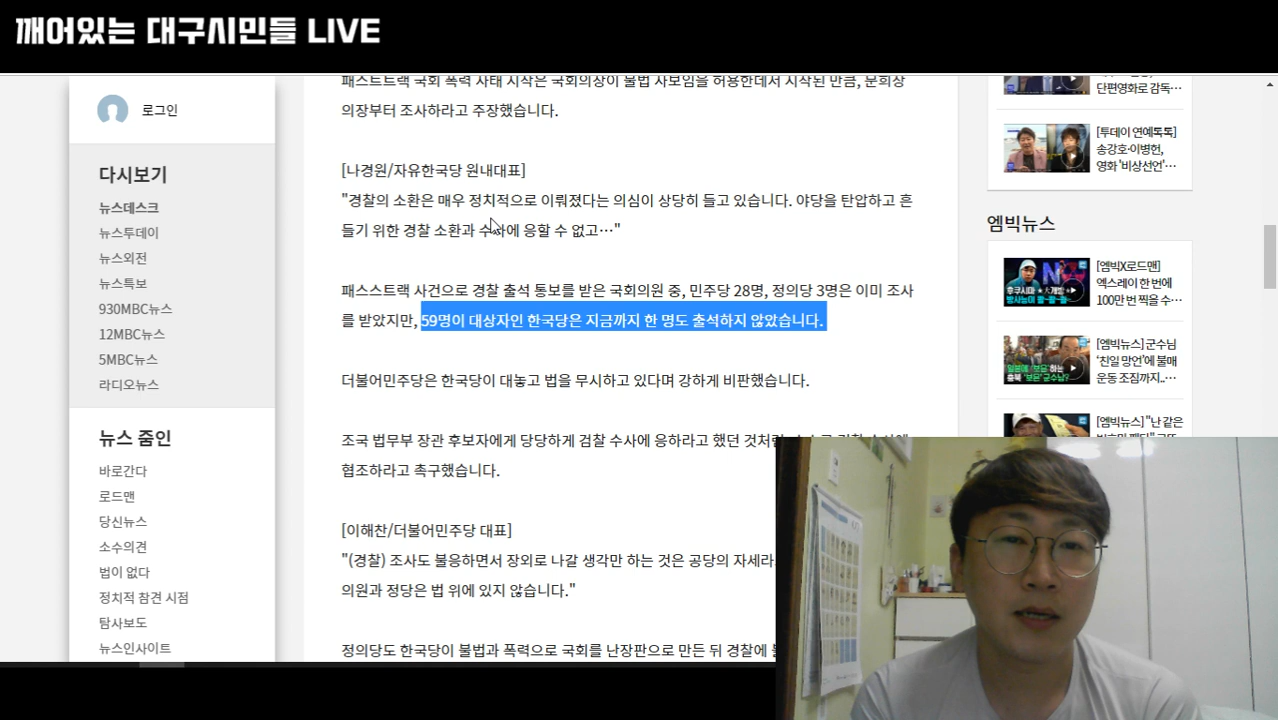 깨어있는 대구시민들 LIVE
로그인
다시보기
뉴스데스크
뉴스투데이
뉴스외전
뉴스특보
930MBC뉴스
12MBC뉴스
5MBC뉴스
라디오뉴스
뉴스 줌인
바로간다
로드맨
당신뉴스
소수의견
법이 없다
정치적 참견 시점
탐사보도
뉴스인사이트
패스트트랙 국회 폭력 사태 시작은 국회의장이 불법 사보임을 허용한데서 시작된 만큼, 문희상
의장부터 조사하라고 주장했습니다.
[나경원/자유한국당 원내대표]
"경찰의 소환은 매우 정치적으로 이뤄졌다는 의심이 상당히 들고 있습니다. 야당을 탄압하고 흔
들기 위한 경찰 소환과 수사에 응할 수 없고…"
패스스트랙 사건으로 경찰 출석 통보를 받은 국회의원 중, 민주당 28명, 정의당 3명은 이미 조사
를 받았지만, 59명이 대상자인 한국당은 지금까지 한 명도 출석하지 않았습니다.
더불어민주당은 한국당이 대놓고 법을 무시하고 있다며 강하게 비판했습니다.
조국 법무부 장관 후보자에게 당당하게 검찰 수사에 응하라고 했던 것처럼
협조하라고 촉구했습니다.
[이해찬/더불어민주당 대표]
"(경찰) 조사도 불응하면서 장외로 나갈 생각만 하는 것은 공당의
의원과 정당은 법 위에 있지 않습니다."
정의당도 한국당이 불법과 폭력으로 국회를 난장판으로 만든 뒤 경찰에
단편영화로 감독…
[투데이 연예톡톡]
송강호·이병헌,
영화 '비상선언'…
엠빅뉴스
[엠빅X로드맨]
엑스레이 한 번에
100만 번 찍을 수…
[엠빅뉴스] 군수님
'친일 망언'에 불매
운동 조짐까지..…
[엠빅뉴스] "난 같은